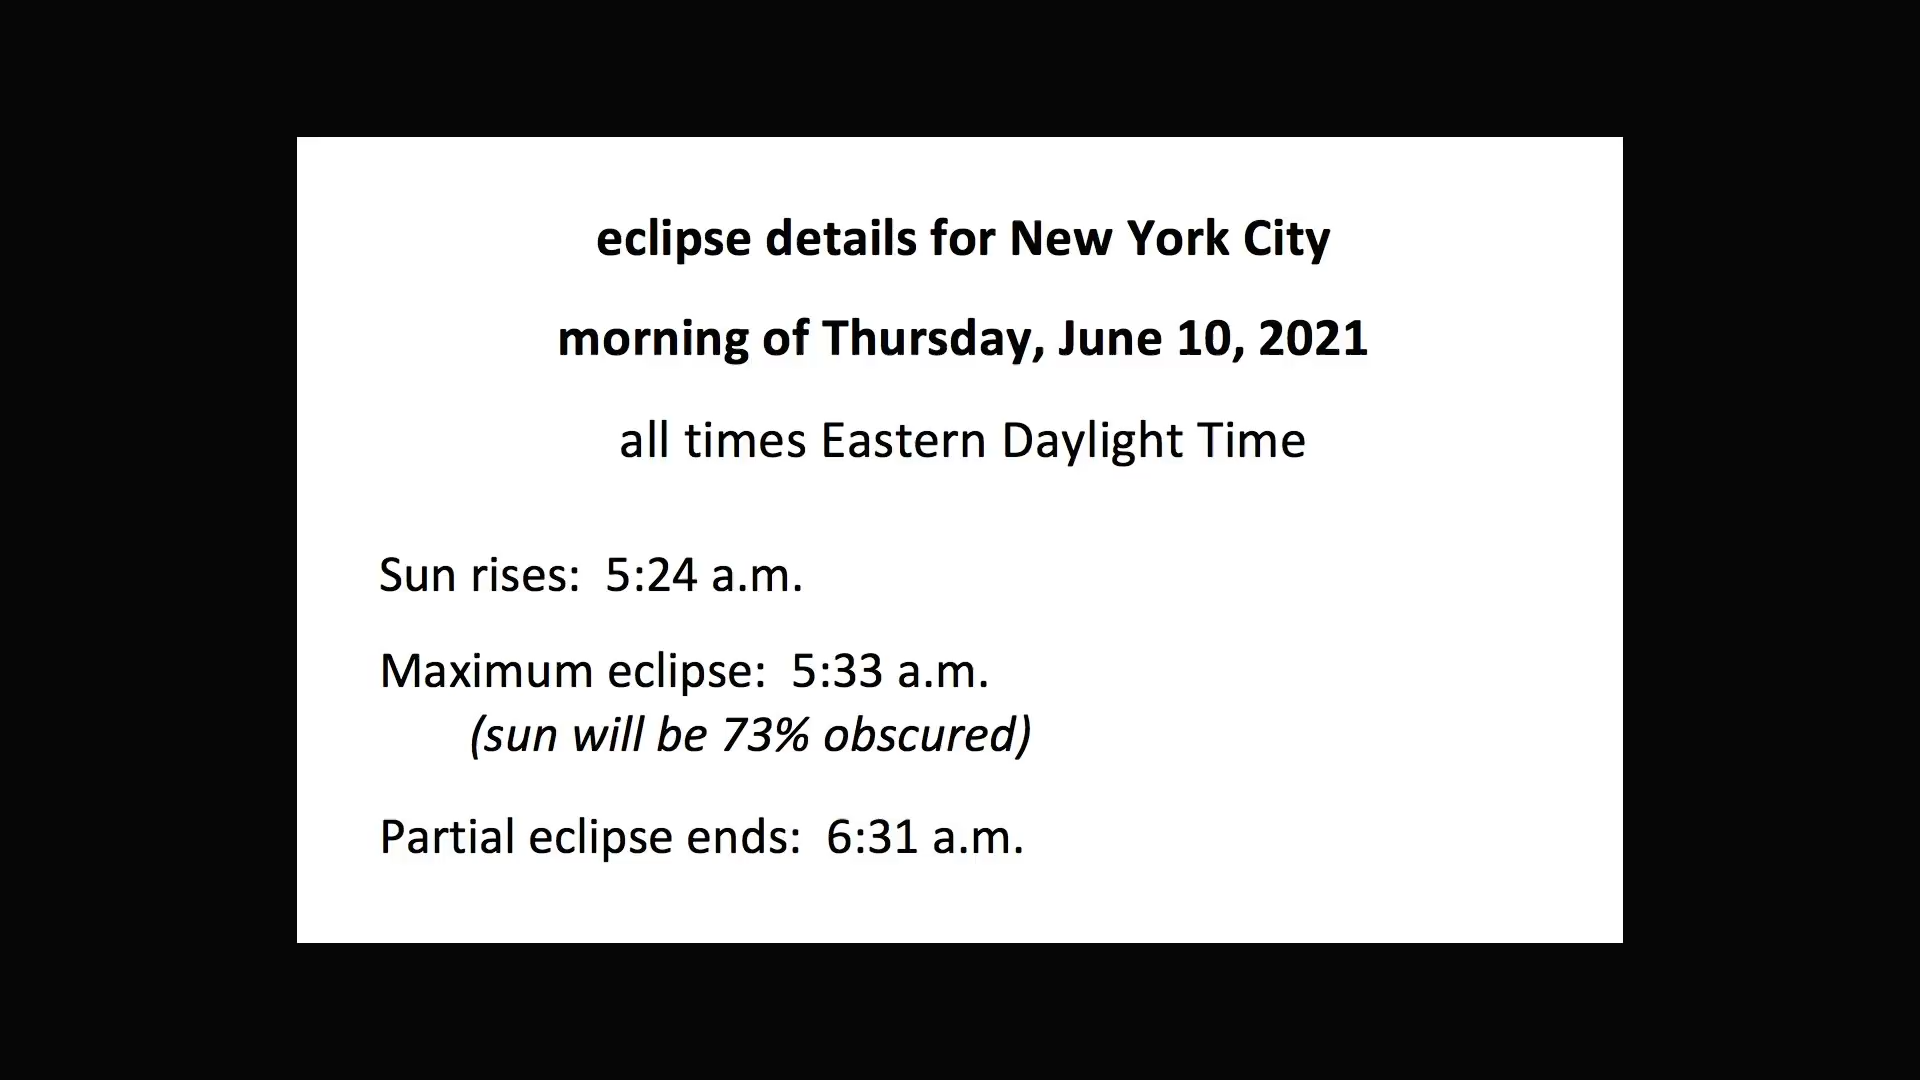 eclipse details for New York City
morning of Thursday, June 10, 2021
all times Eastern Daylight Time
Sun rises: 5:24 a.m.
Maximum eclipse: 5:33 a.m.
(sun will be 73% obscured)
Partial eclipse ends: 6:31 a.m.